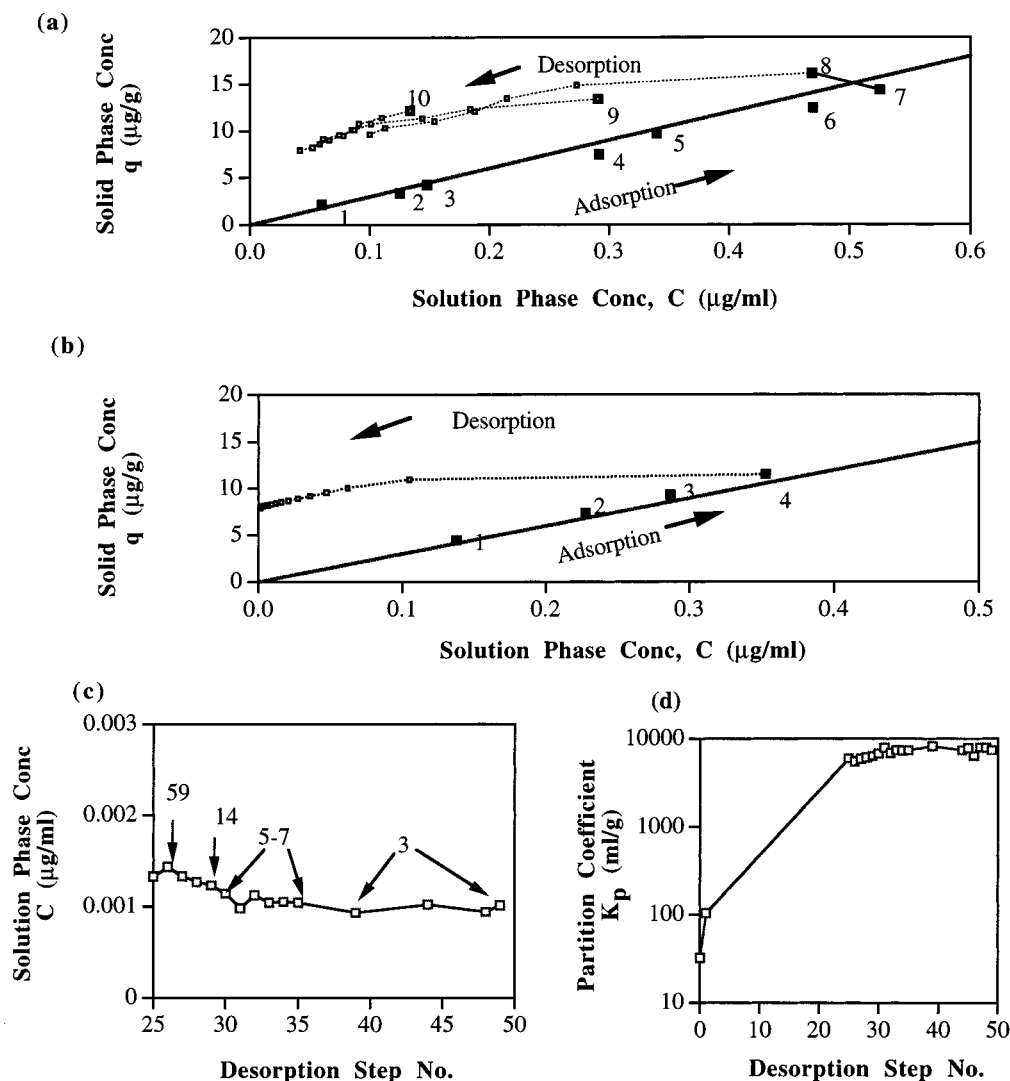 (a)
Solid Phase Conc
q (µg/g)
20
15
10
5
0
Desorption
Adsorption
1
2
3
4
5
6
7
8
9
10
0.0 0.1 0.2 0.3 0.4 0.5 0.6
Solution Phase Conc, C (µg/ml)
(b)
Solid Phase Conc
q (µg/g)
20
15
10
5
0
Desorption
Adsorption
1
2
3
4
0.0 0.1 0.2 0.3 0.4 0.5
Solution Phase Conc, C (µg/ml)
(c)
Solution Phase Conc
C (µg/ml)
0.003
0.002
0.001
0
59
14
5-7
3
25 30 35 40 45 50
Desorption Step No.
(d)
Partition Coefficient
Kp (ml/g)
10000
1000
100
10
0 10 20 30 40 50
Desorption Step No.